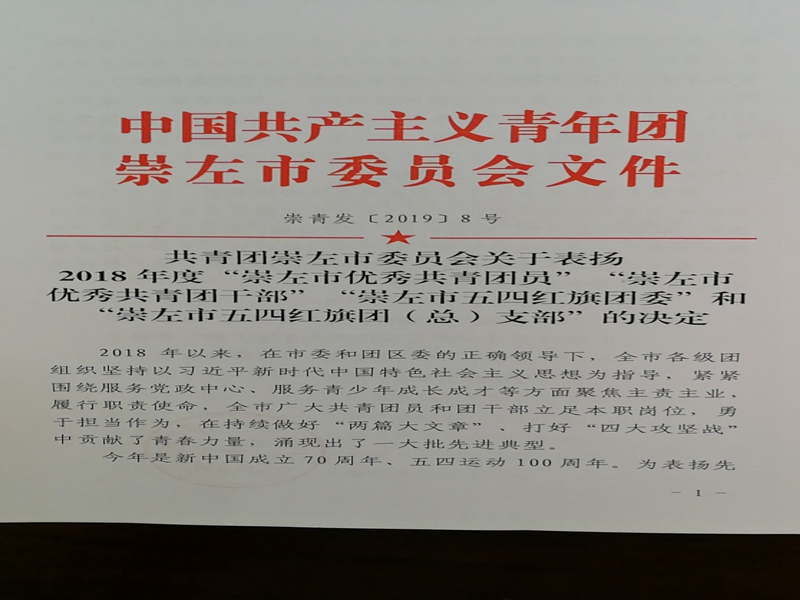 中国共产主义青年团
崇左市委员会文件
崇青发〔2019〕8号
共青团崇左市委员会关于表扬
2018年度“崇左市优秀共青团员”“崇左市
优秀共青团干部”“崇左市五四红旗团委”和
“崇左市五四红旗团（总）支部”的决定
2018 年以来，在市委和团区委的正确领导下，全市各级团
组织坚持以习近平新时代中国特色社会主义思想为指导，紧紧
围绕服务党政中心、服务青少年成长成才等方面聚焦主责主业，
履行职责使命，全市广大共青团员和团干部立足本职岗位，勇
于担当作为，在持续做好“两篇大文章”、打好“四大攻坚战”
中贡献了青春力量，涌现出了一大批先进典型。
今年是新中国成立70周年、五四运动100周年。为表扬先
－1－